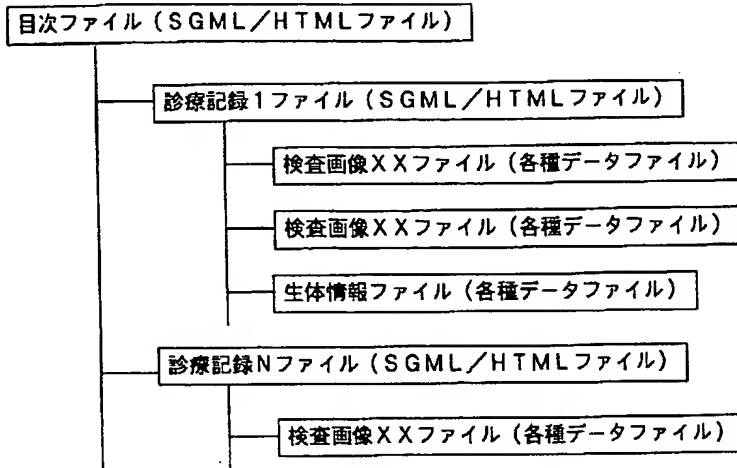 目次ファイル（ＳＧＭＬ／ＨＴＭＬファイル）
診療記録１ファイル（ＳＧＭＬ／ＨＴＭＬファイル）
検査画像ＸＸファイル（各種データファイル）
検査画像ＸＸファイル（各種データファイル）
生体情報ファイル（各種データファイル）
診療記録Ｎファイル（ＳＧＭＬ／ＨＴＭＬファイル）
検査画像ＸＸファイル（各種データファイル）